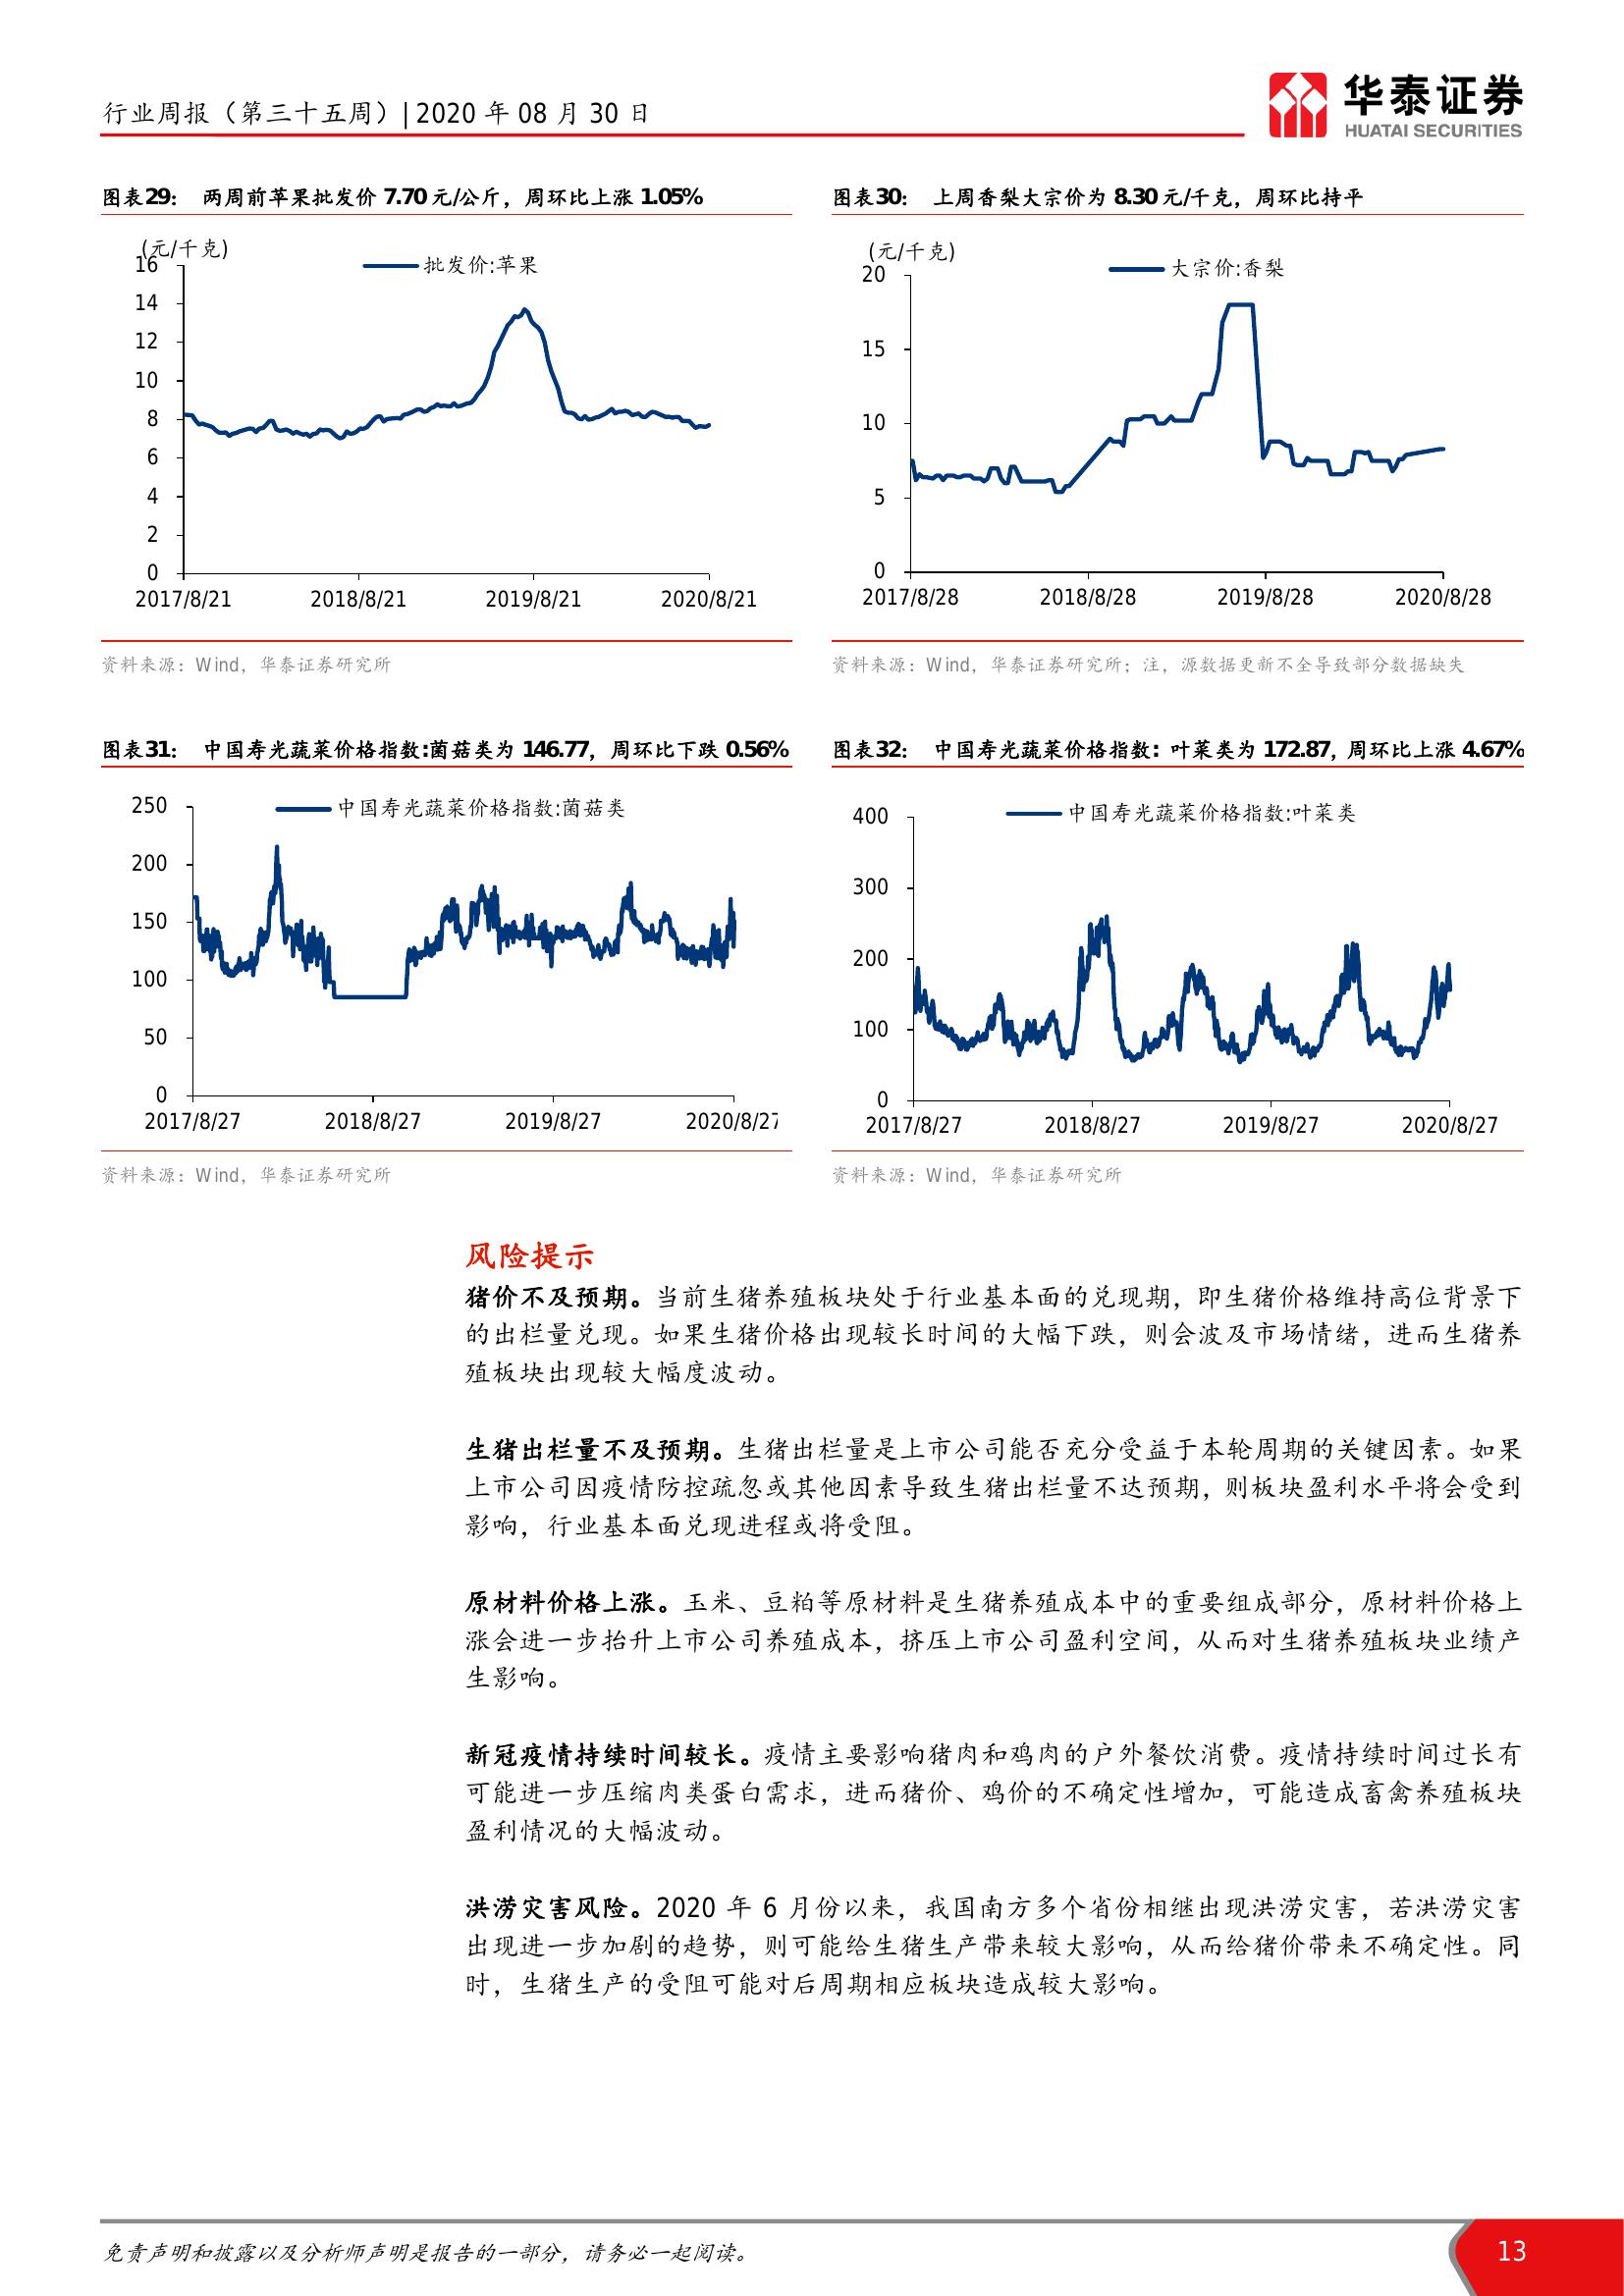 行业周报（第三十五周）| 2020 年 08 月 30 日
华泰证券
HUATAI SECURITIES
图表29： 两周前苹果批发价 7.70 元/公斤，周环比上涨 1.05%
(元/千克)
批发价:苹果
16
14
12
10
8
6
4
2
0
2017/8/21 2018/8/21 2019/8/21 2020/8/21
资料来源：Wind，华泰证券研究所
图表30： 上周香梨大宗价为 8.30 元/千克，周环比持平
(元/千克)
大宗价:香梨
20
15
10
5
0
2017/8/28 2018/8/28 2019/8/28 2020/8/28
资料来源：Wind，华泰证券研究所；注，源数据更新不全导致部分数据缺失
图表31： 中国寿光蔬菜价格指数:菌菇类为 146.77，周环比下跌 0.56%
中国寿光蔬菜价格指数:菌菇类
250
200
150
100
50
0
2017/8/27 2018/8/27 2019/8/27 2020/8/27
资料来源：Wind，华泰证券研究所
图表32： 中国寿光蔬菜价格指数：叶菜类为 172.87，周环比上涨 4.67%
中国寿光蔬菜价格指数:叶菜类
400
300
200
100
0
2017/8/27 2018/8/27 2019/8/27 2020/8/27
资料来源：Wind，华泰证券研究所
风险提示
猪价不及预期。当前生猪养殖板块处于行业基本面的兑现期，即生猪价格维持高位背景下
的出栏量兑现。如果生猪价格出现较长时间的大幅下跌，则会波及市场情绪，进而生猪养
殖板块出现较大幅度波动。
生猪出栏量不及预期。生猪出栏量是上市公司能否充分受益于本轮周期的关键因素。如果
上市公司因疫情防控疏忽或其他因素导致生猪出栏量不达预期，则板块盈利水平将会受到
影响，行业基本面兑现进程或将受阻。
原材料价格上涨。玉米、豆粕等原材料是生猪养殖成本中的重要组成部分，原材料价格上
涨会进一步抬升上市公司养殖成本，挤压上市公司盈利空间，从而对生猪养殖板块业绩产
生影响。
新冠疫情持续时间较长。疫情主要影响猪肉和鸡肉的户外餐饮消费。疫情持续时间过长有
可能进一步压缩肉类蛋白需求，进而猪价、鸡价的不确定性增加，可能造成畜禽养殖板块
盈利情况的大幅波动。
洪涝灾害风险。2020 年 6 月份以来，我国南方多个省份相继出现洪涝灾害，若洪涝灾害
出现进一步加剧的趋势，则可能给生猪生产带来较大影响，从而给猪价带来不确定性。同
时，生猪生产的受阻可能对后周期相应板块造成较大影响。
免责声明和披露以及分析师声明是报告的一部分，请务必一起阅读。
13